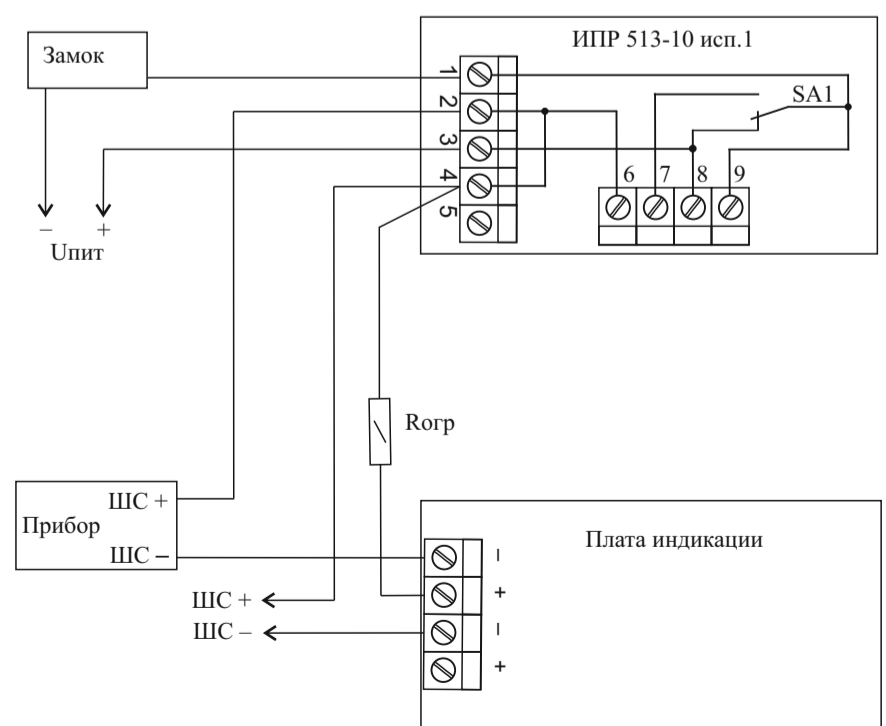 ИПР 513-10 исп.1
Замок
1
2
3
4
5
SA1
6 7 8 9
– +
Uпит
Rогр
ШС +
Прибор
ШС –
Плата индикации
–
+
–
+
ШС +
ШС –